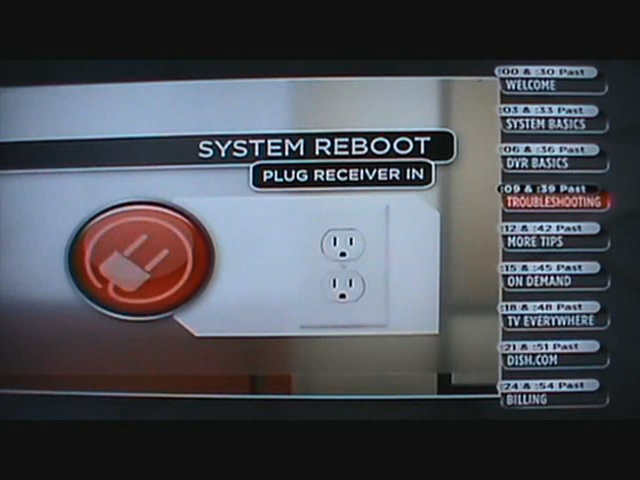 SYSTEM REBOOT
PLUG RECEIVER IN
:00 & :30 Past
WELCOME
:03 & :33 Past
SYSTEM BASICS
:06 & :36 Past
DVR BASICS
:09 & :39 Past
TROUBLESHOOTING
:12 & :42 Past
MORE TIPS
:15 & :45 Past
ON DEMAND
:18 & :48 Past
TV EVERYWHERE
:21 & :51 Past
DISH.COM
:24 & :54 Past
BILLING